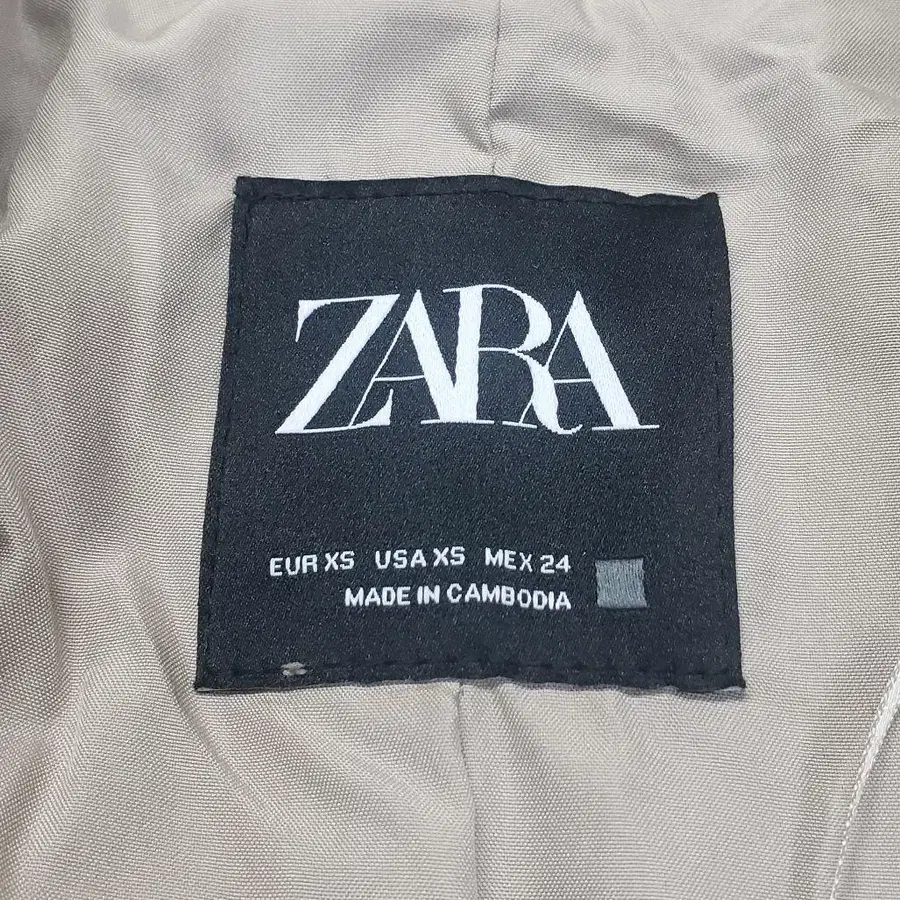 ZARA
EUR XS USA XS MEX 24
MADE IN CAMBODIA